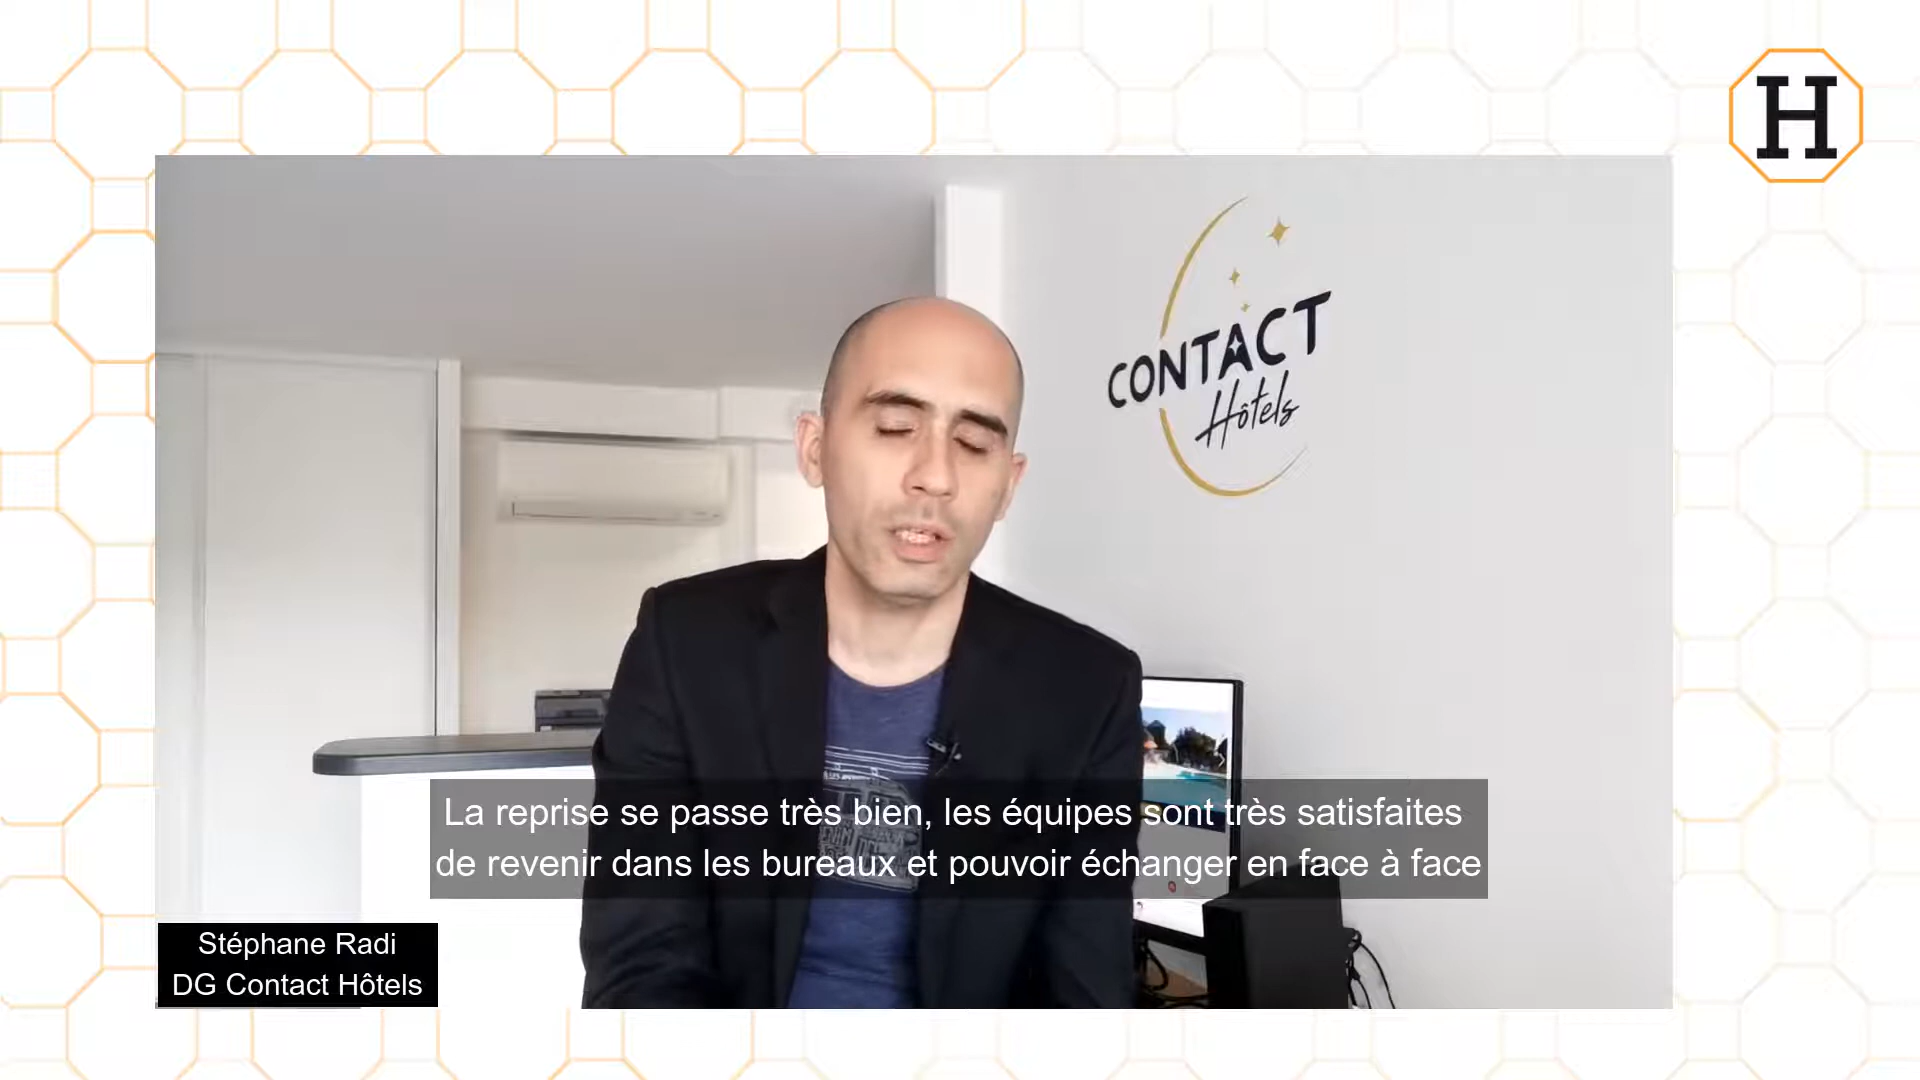 H
CONTACT
Hôtels
La reprise se passe très bien, les équipes sont très satisfaites
de revenir dans les bureaux et pouvoir échanger en face à face
Stéphane Radi
DG Contact Hôtels